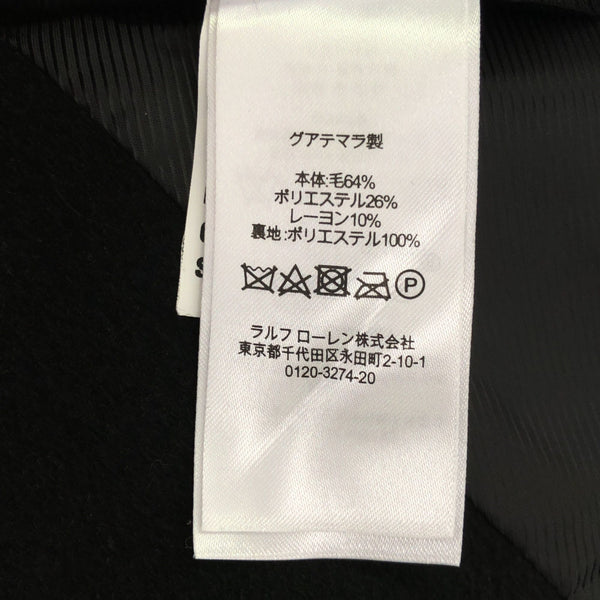 グアテマラ製
本体:毛64%
ポリエステル26%
レーヨン10%
裏地:ポリエステル100%
P
ラルフ ローレン株式会社
東京都千代田区永田町2-10-1
0120-3274-20